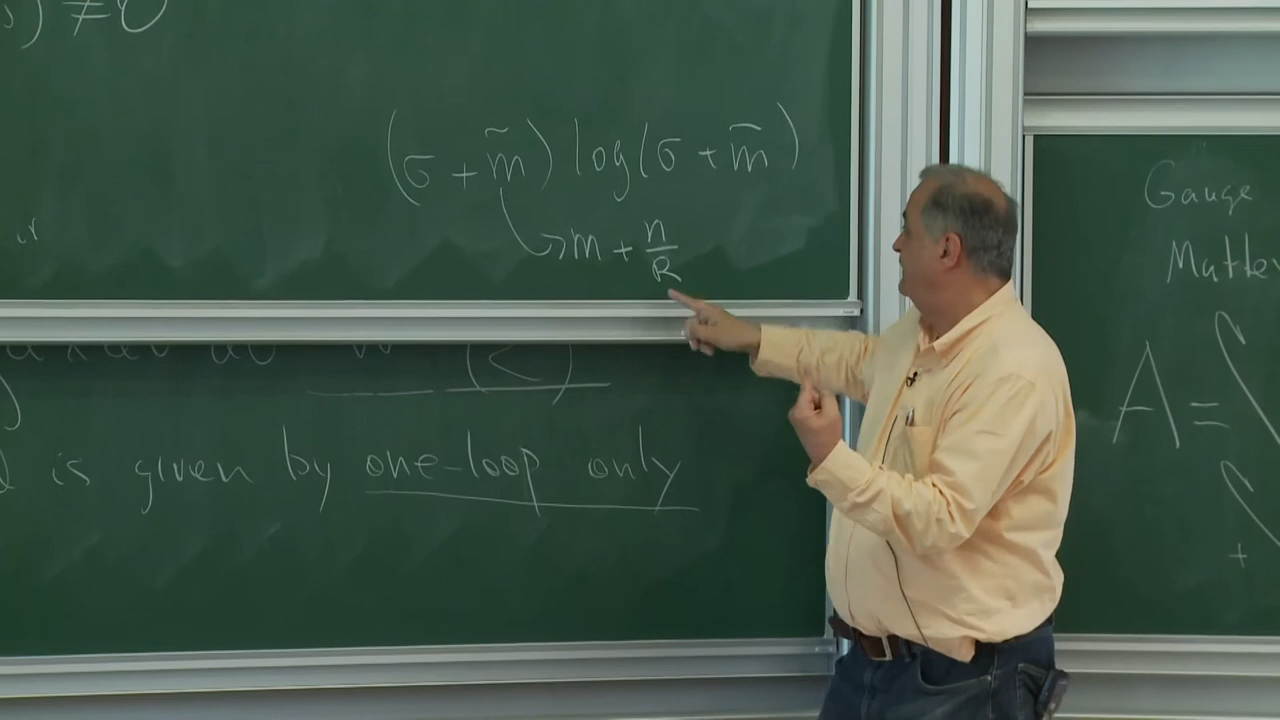 ) ≠ 0
(σ + m̃) log(σ + m̃)
→ m + n/R
is given by one-loop only
Gauge
Matter
A =
+